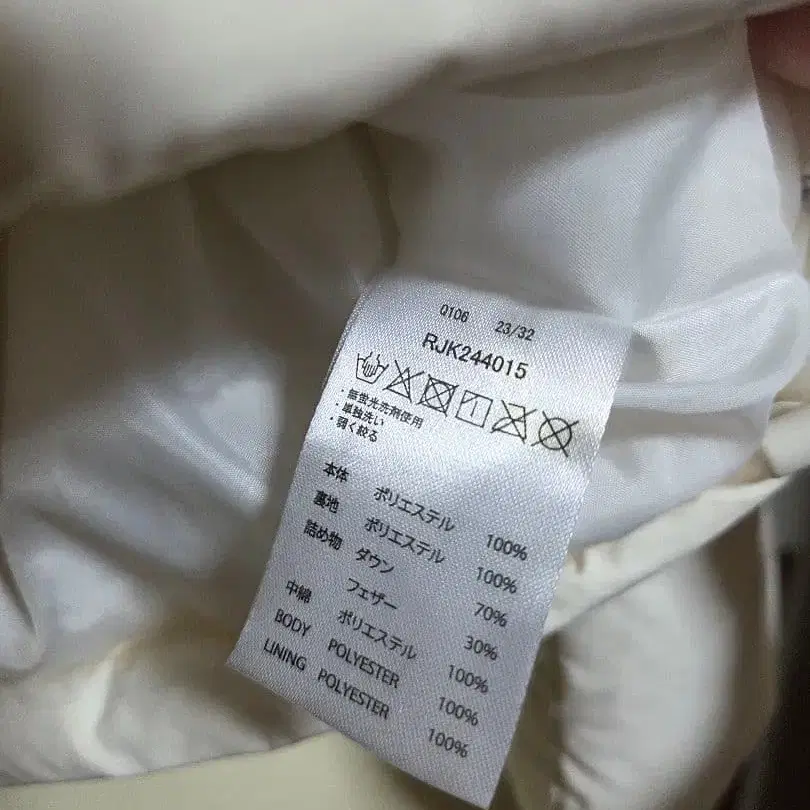 Q106 23/32
RJK244015
・無蛍光洗剤使用
・単独洗い
・弱く絞る
本体 ポリエステル 100%
裏地 ポリエステル 100%
詰め物 ダウン 70%
フェザー 30%
中綿 ポリエステル 100%
BODY POLYESTER 100%
LINING POLYESTER 100%